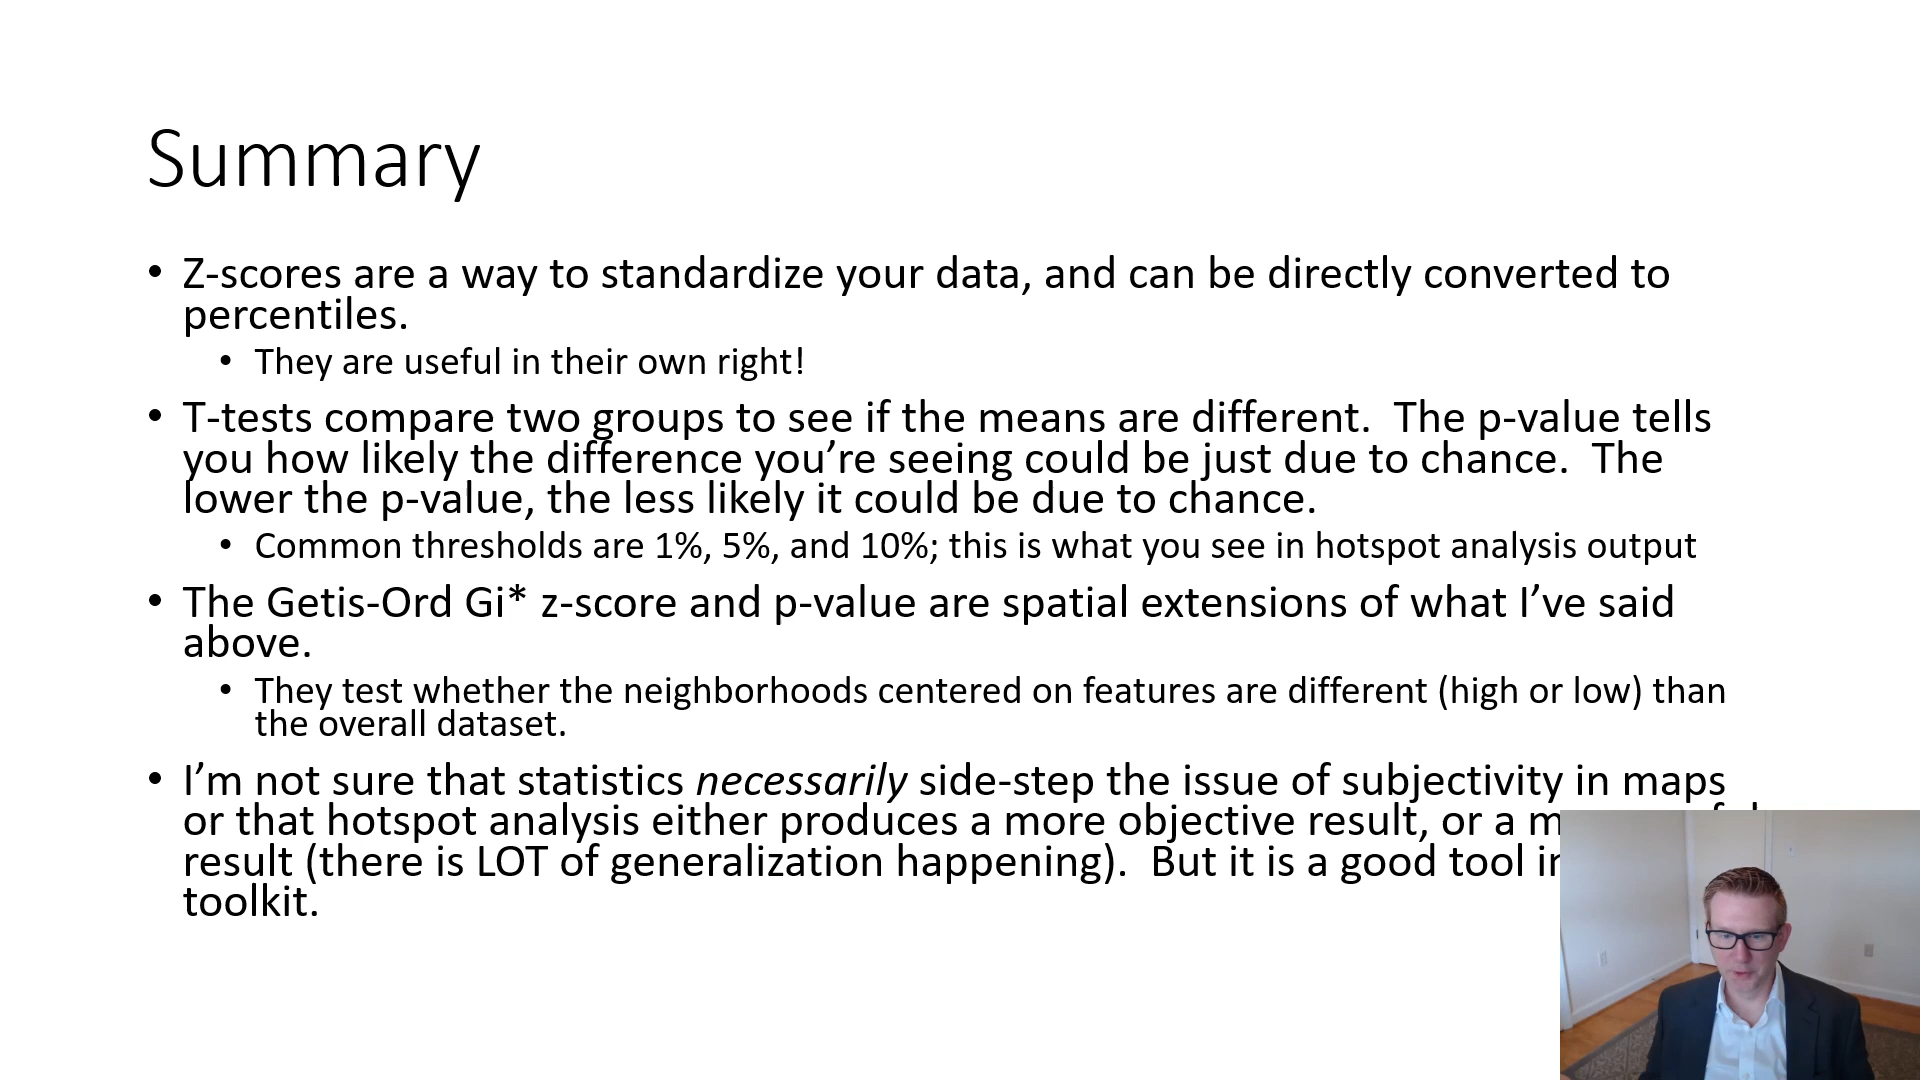 Summary
• Z-scores are a way to standardize your data, and can be directly converted to
percentiles.
• They are useful in their own right!
• T-tests compare two groups to see if the means are different.  The p-value tells
you how likely the difference you’re seeing could be just due to chance.  The
lower the p-value, the less likely it could be due to chance.
• Common thresholds are 1%, 5%, and 10%; this is what you see in hotspot analysis output
• The Getis-Ord Gi* z-score and p-value are spatial extensions of what I’ve said
above.
• They test whether the neighborhoods centered on features are different (high or low) than
the overall dataset.
• I’m not sure that statistics necessarily side-step the issue of subjectivity in maps
or that hotspot analysis either produces a more objective result, or a
result (there is LOT of generalization happening).  But it is a good tool
toolkit.